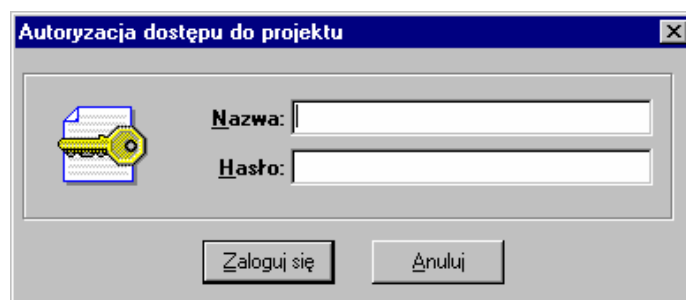 Autoryzacja dostępu do projektu
Nazwa:
Hasło:
Zaloguj się
Anuluj